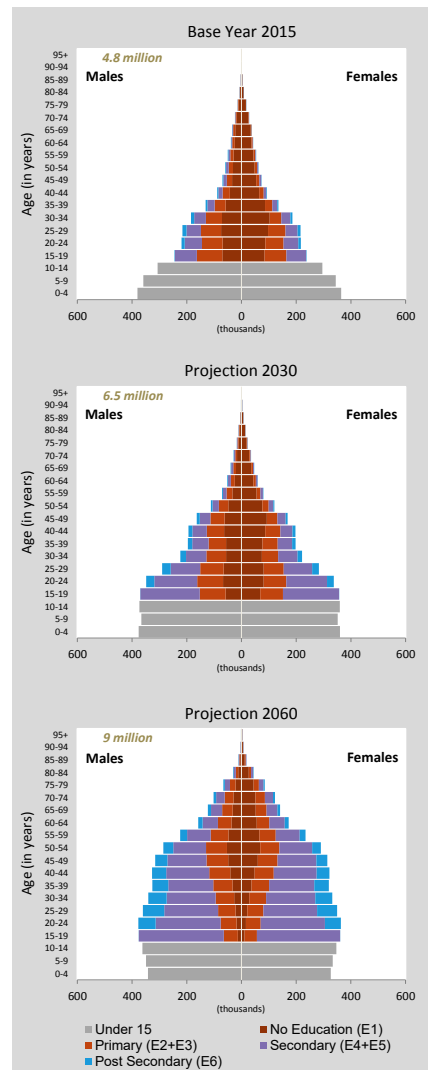 Base Year 2015
4.8 million
Males
Females
Age (in years)
95+
90-94
85-89
80-84
75-79
70-74
65-69
60-64
55-59
50-54
45-49
40-44
35-39
30-34
25-29
20-24
15-19
10-14
5-9
0-4
600 400 200 0 200 400 600
(thousands)
Projection 2030
6.5 million
Males
Females
Age (in years)
95+
90-94
85-89
80-84
75-79
70-74
65-69
60-64
55-59
50-54
45-49
40-44
35-39
30-34
25-29
20-24
15-19
10-14
5-9
0-4
600 400 200 0 200 400 600
(thousands)
Projection 2060
9 million
Males
Females
Age (in years)
95+
90-94
85-89
80-84
75-79
70-74
65-69
60-64
55-59
50-54
45-49
40-44
35-39
30-34
25-29
20-24
15-19
10-14
5-9
0-4
600 400 200 0 200 400 600
(thousands)
Under 15 No Education (E1)
Primary (E2+E3) Secondary (E4+E5)
Post Secondary (E6)